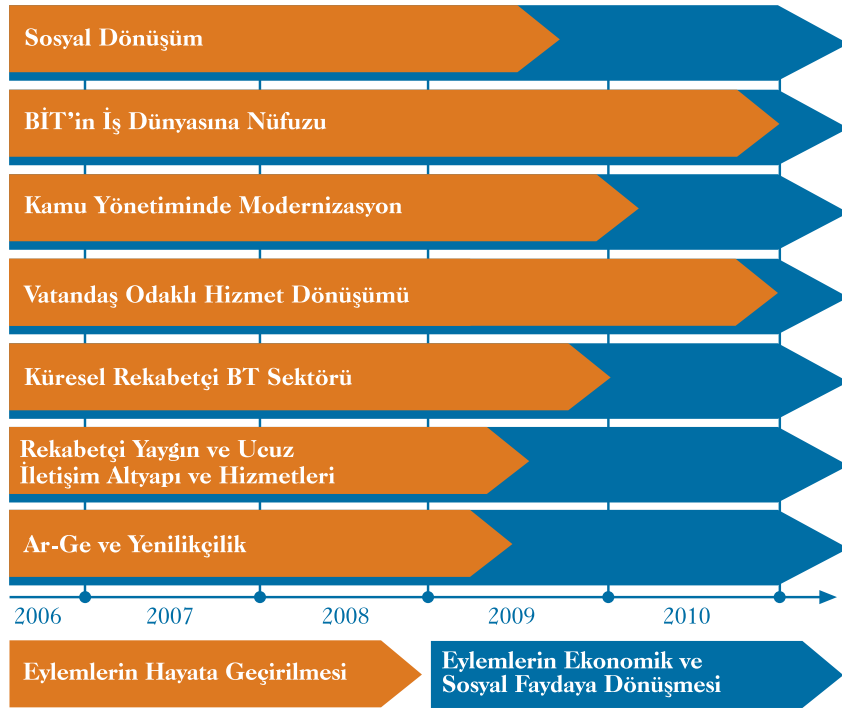 Sosyal Dönüşüm
BİT'in İş Dünyasına Nüfuzu
Kamu Yönetiminde Modernizasyon
Vatandaş Odaklı Hizmet Dönüşümü
Küresel Rekabetçi BT Sektörü
Rekabetçi Yaygın ve Ucuz
İletişim Altyapı ve Hizmetleri
Ar-Ge ve Yenilikçilik
2006 2007 2008 2009 2010
Eylemlerin Hayata Geçirilmesi
Eylemlerin Ekonomik ve
Sosyal Faydaya Dönüşmesi